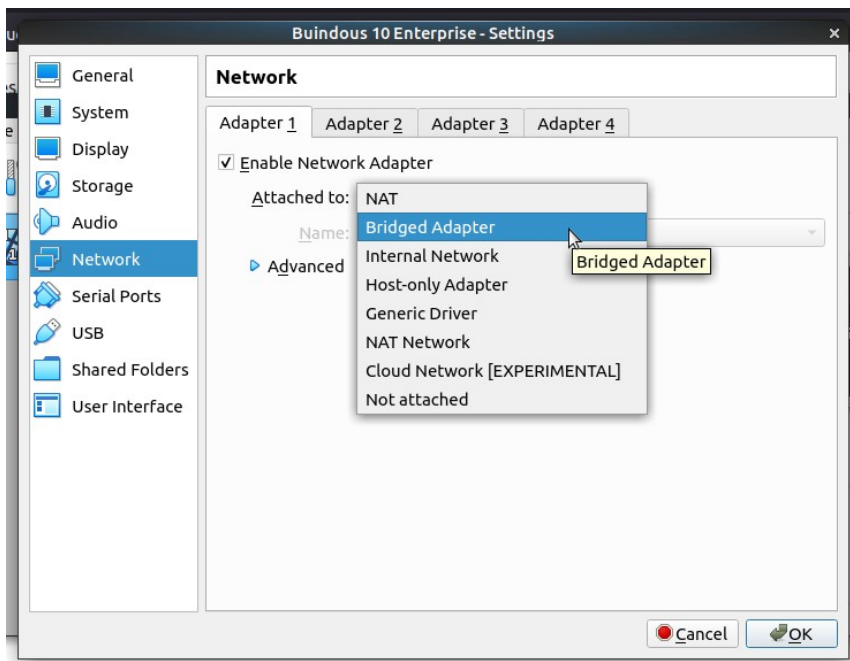 Buindous 10 Enterprise - Settings
General
System
Display
Storage
Audio
Network
Serial Ports
USB
Shared Folders
User Interface
Network
Adapter 1 Adapter 2 Adapter 3 Adapter 4
Enable Network Adapter
Attached to:
NAT
Bridged Adapter
Internal Network
Host-only Adapter
Generic Driver
NAT Network
Cloud Network [EXPERIMENTAL]
Not attached
Name:
Bridged Adapter
Advanced
Cancel OK